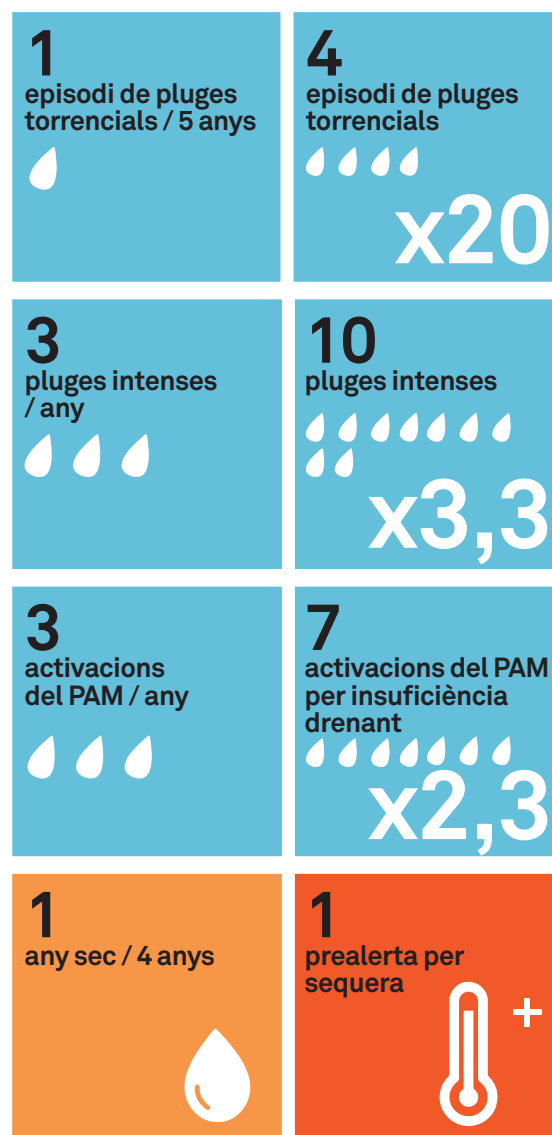 1
episodi de pluges
torrencials / 5 anys
4
episodi de pluges
torrencials
x20
3
pluges intenses
/ any
10
pluges intenses
x3,3
3
activacions
del PAM / any
7
activacions del PAM
per insuficiència
drenant
x2,3
1
any sec / 4 anys
1
prealerta per
sequera
+